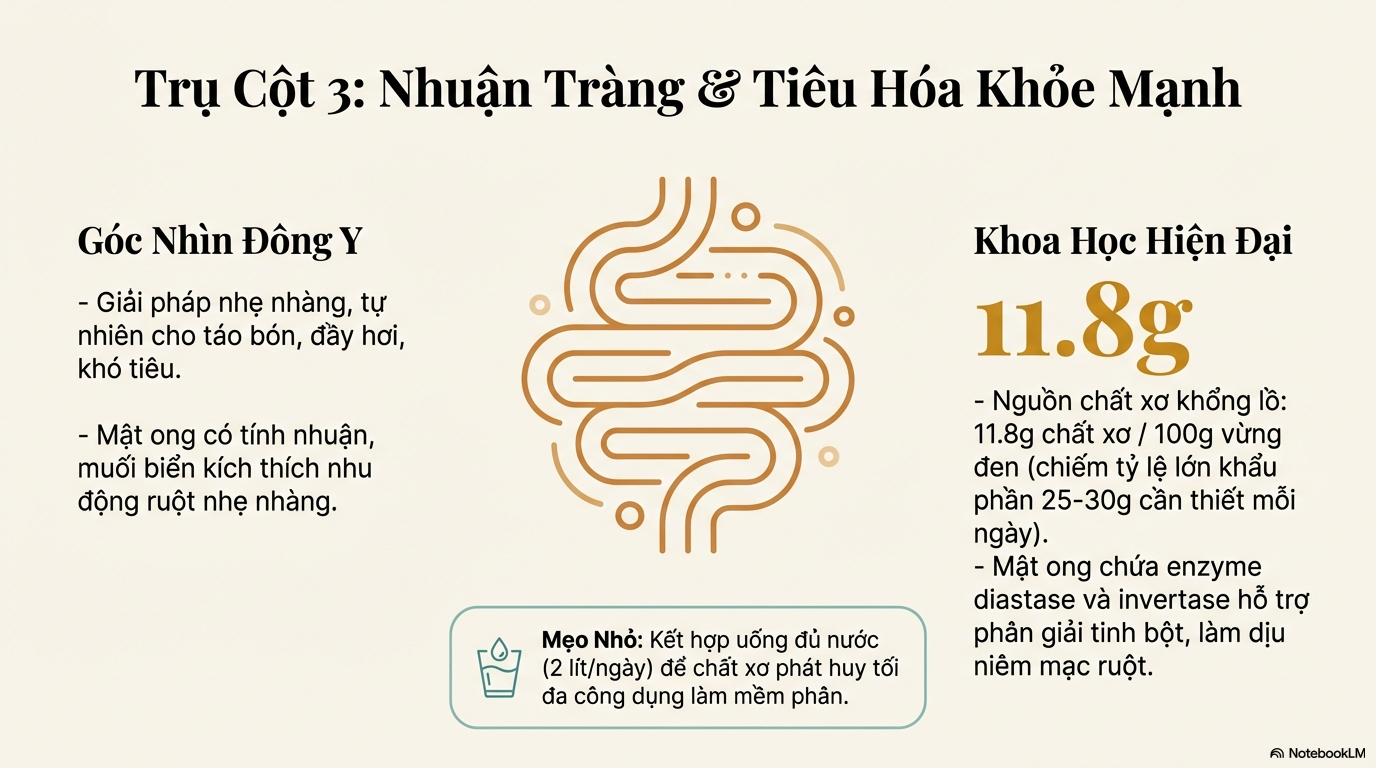 Trụ Cột 3: Nhuận Tràng & Tiêu Hóa Khỏe Mạnh
Góc Nhìn Đông Y
- Giải pháp nhẹ nhàng, tự
nhiên cho táo bón, đầy hơi,
khó tiêu.
- Mật ong có tính nhuận,
muối biển kích thích nhu
động ruột nhẹ nhàng.
Khoa Học Hiện Đại
11.8g
- Nguồn chất xơ khổng lồ:
11.8g chất xơ / 100g vừng
đen (chiếm tỷ lệ lớn khẩu
phần 25-30g cần thiết mỗi
ngày).
- Mật ong chứa enzyme
diastase và invertase hỗ trợ
phân giải tinh bột, làm dịu
niêm mạc ruột.
Mẹo Nhỏ: Kết hợp uống đủ nước
(2 lít/ngày) để chất xơ phát huy tối
đa công dụng làm mềm phân.
NotebookLM